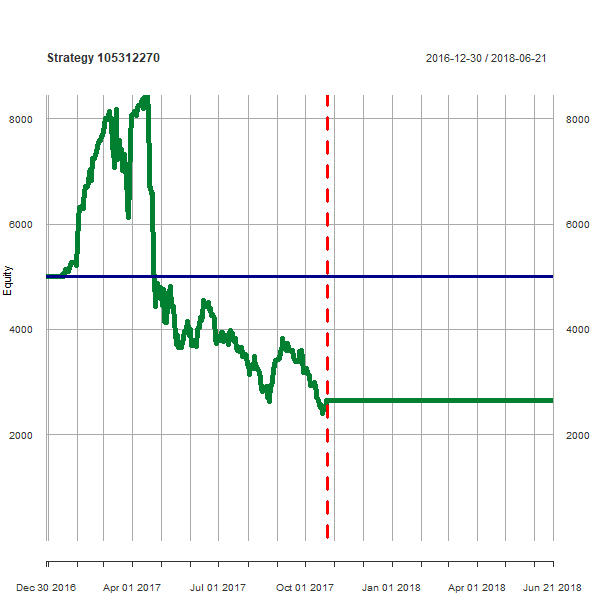 Strategy 105312270
2016-12-30 / 2018-06-21
8000
8000
6000
6000
Equity
4000
4000
2000
2000
Dec 30 2016
Apr 01 2017
Jul 01 2017
Oct 01 2017
Jan 01 2018
Apr 01 2018
Jun 21 2018